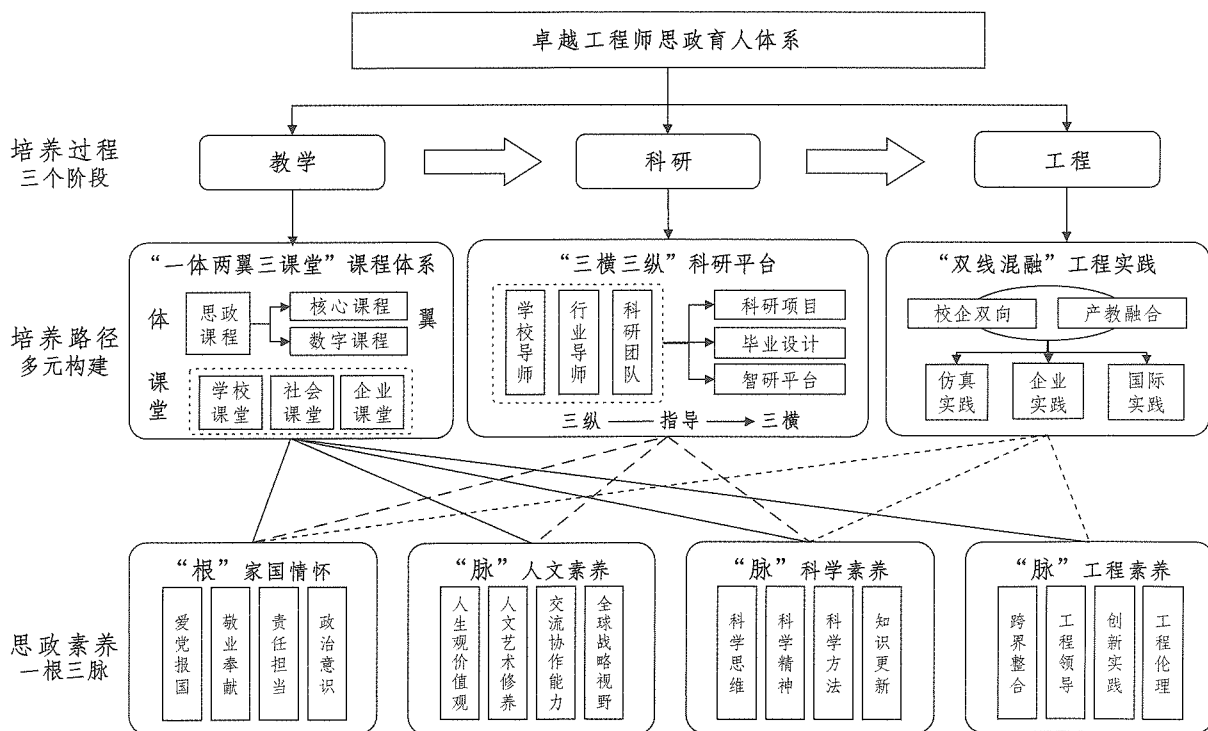 卓越工程师思政育人体系
培养过程
三个阶段
教学
科研
工程
培养路径
多元构建
“一体两翼三课堂”课程体系
体
思政
课程
核心课程
数字课程
翼
课
堂
学校
课堂
社会
课堂
企业
课堂
“三横三纵”科研平台
学校导师
行业导师
科研团队
科研项目
毕业设计
智研平台
三纵
指导
三横
“双线混融”工程实践
校企双向
产教融合
仿真
实践
企业
实践
国际
实践
思政素养
一根三脉
“根”家国情怀
爱党报国
敬业奉献
责任担当
政治意识
“脉”人文素养
人生观价值观
人文艺术修养
交流协作能力
全球战略视野
“脉”科学素养
科学思维
科学精神
科学方法
知识更新
“脉”工程素养
跨界整合
工程领导
创新实践
工程伦理